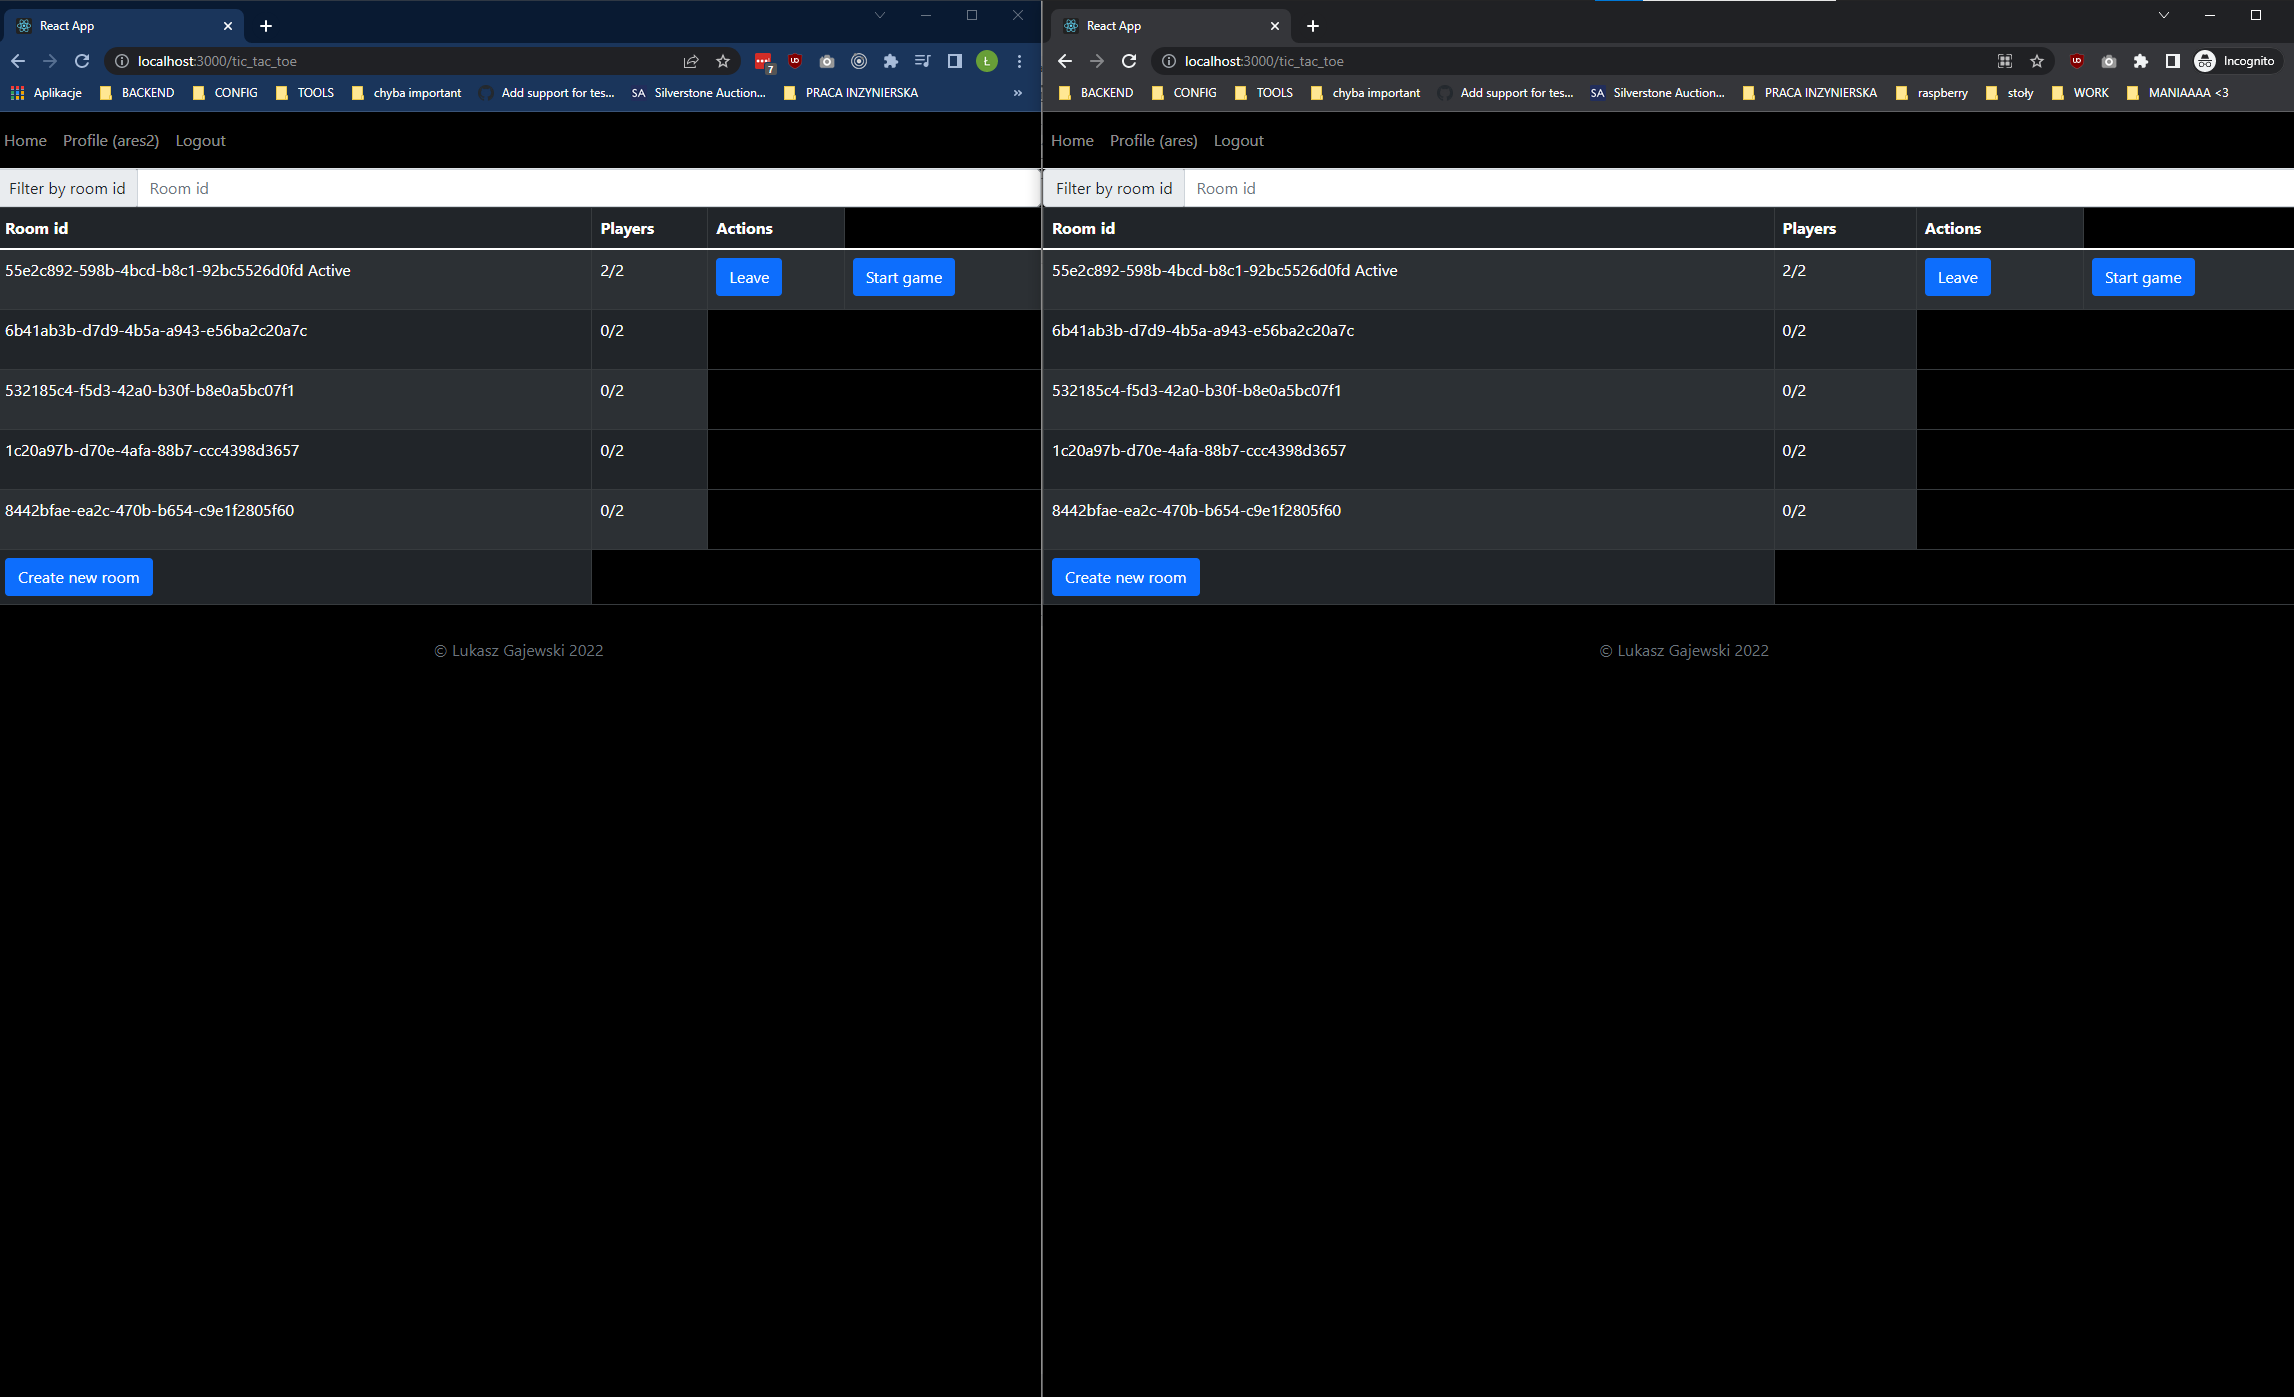 React App
localhost:3000/tic_tac_toe
7
UD
Ł
Aplikacje BACKEND CONFIG TOOLS chyba important Add support for tes... SA Silverstone Auction... PRACA INZYNIERSKA »
Home Profile (ares2) Logout
Filter by room id Room id
Room id Players Actions
55e2c892-598b-4bcd-b8c1-92bc5526d0fd Active 2/2 Leave Start game
6b41ab3b-d7d9-4b5a-a943-e56ba2c20a7c 0/2
532185c4-f5d3-42a0-b30f-b8e0a5bc07f1 0/2
1c20a97b-d70e-4afa-88b7-ccc4398d3657 0/2
8442bfae-ea2c-470b-b654-c9e1f2805f60 0/2
Create new room
© Lukasz Gajewski 2022
React App
localhost:3000/tic_tac_toe
UD
Incognito
BACKEND CONFIG TOOLS chyba important Add support for tes... SA Silverstone Auction... PRACA INZYNIERSKA raspberry stoły WORK MANIAAAA <3
Home Profile (ares) Logout
Filter by room id Room id
Room id Players Actions
55e2c892-598b-4bcd-b8c1-92bc5526d0fd Active 2/2 Leave Start game
6b41ab3b-d7d9-4b5a-a943-e56ba2c20a7c 0/2
532185c4-f5d3-42a0-b30f-b8e0a5bc07f1 0/2
1c20a97b-d70e-4afa-88b7-ccc4398d3657 0/2
8442bfae-ea2c-470b-b654-c9e1f2805f60 0/2
Create new room
© Lukasz Gajewski 2022